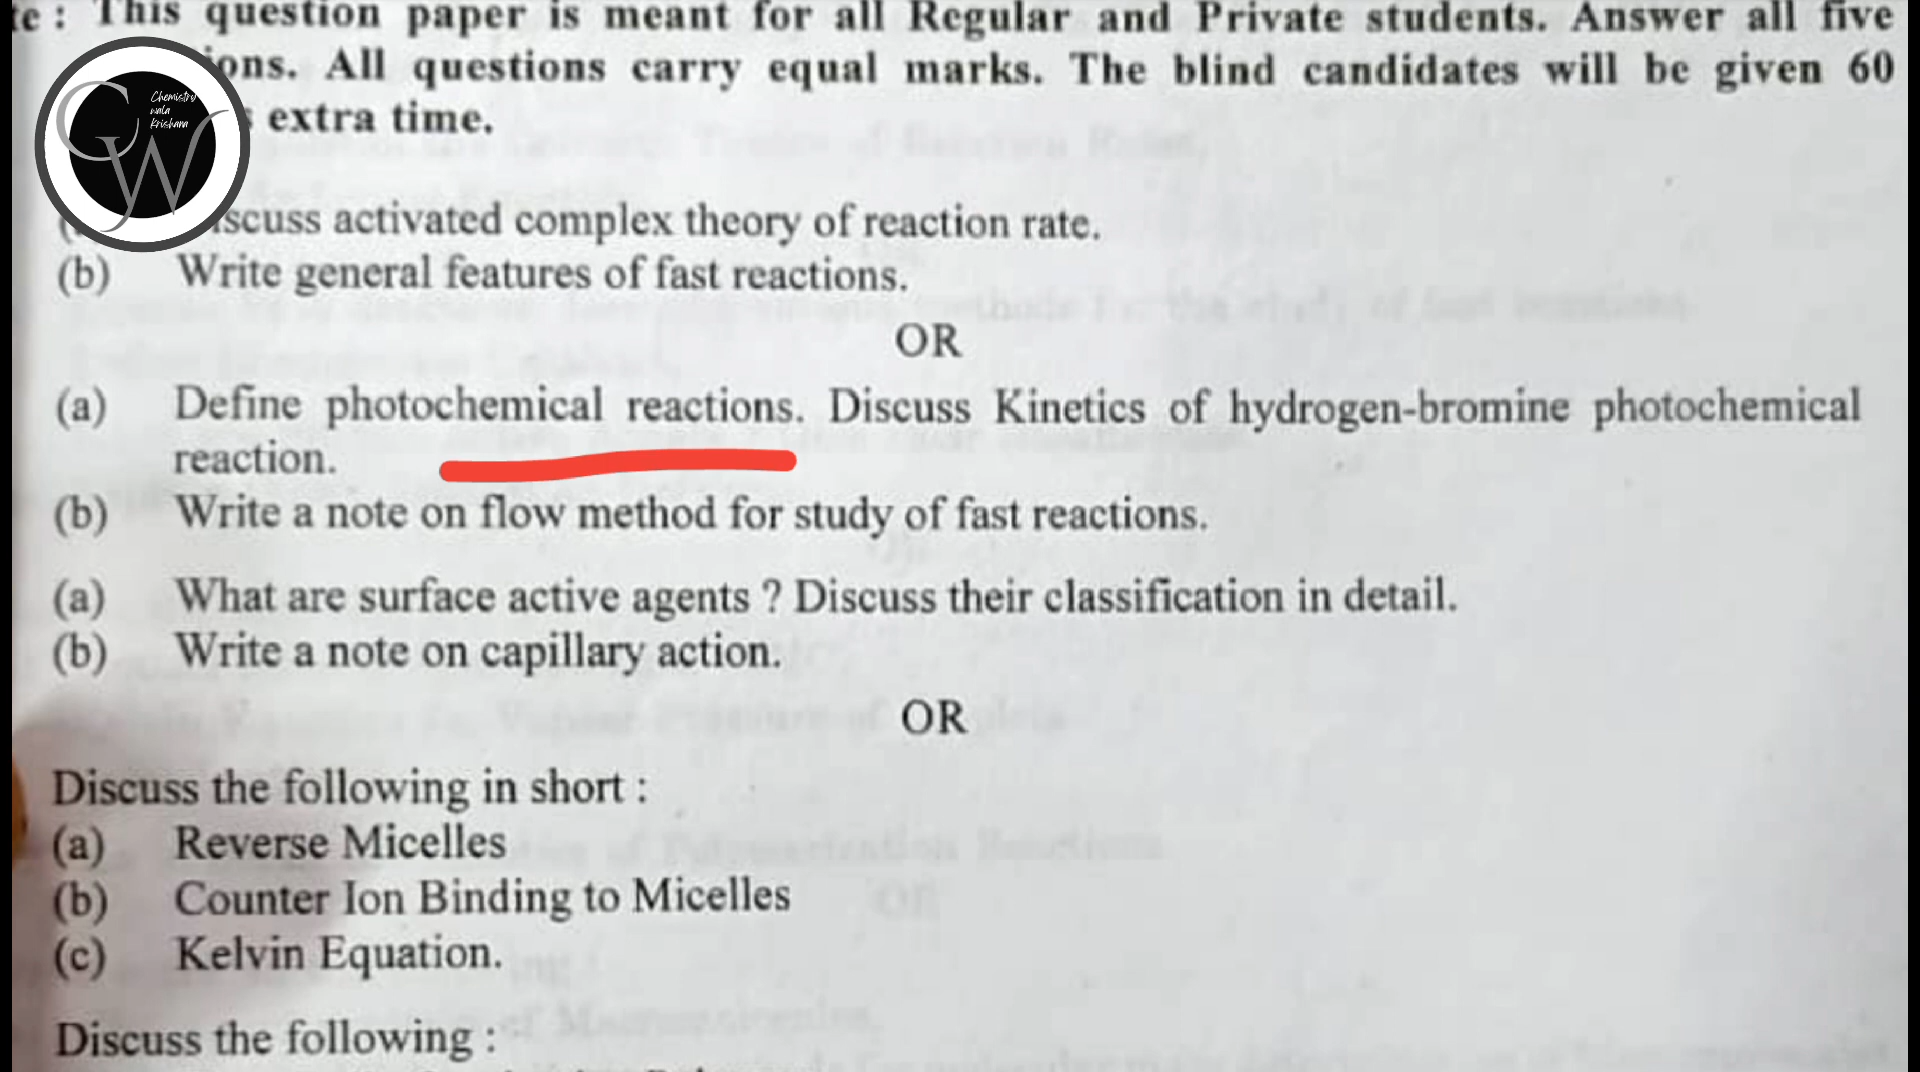 te : This question paper is meant for all Regular and Private students. Answer all five
ions. All questions carry equal marks. The blind candidates will be given 60
s extra time.
Chemistry
wala
Krishana
CW
iscuss activated complex theory of reaction rate.
(b) Write general features of fast reactions.
OR
(a) Define photochemical reactions. Discuss Kinetics of hydrogen-bromine photochemical
reaction.
(b) Write a note on flow method for study of fast reactions.
(a) What are surface active agents ? Discuss their classification in detail.
(b) Write a note on capillary action.
OR
Discuss the following in short :
(a) Reverse Micelles
(b) Counter Ion Binding to Micelles
(c) Kelvin Equation.
Discuss the following :